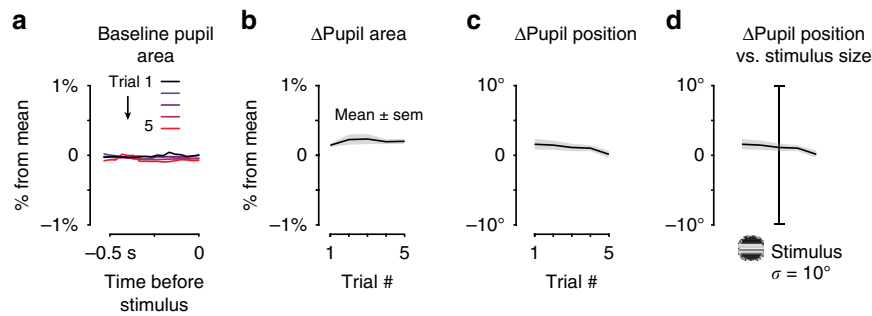 a
Baseline pupil
area
1%
0
–1%
% from mean
Trial 1
5
–0.5 s
0
Time before
stimulus
b
ΔPupil area
1%
0
–1%
% from mean
Mean ± sem
1
5
Trial #
c
ΔPupil position
10°
0
–10°
1
5
Trial #
d
ΔPupil position
vs. stimulus size
10°
0
–10°
Stimulus
σ = 10°